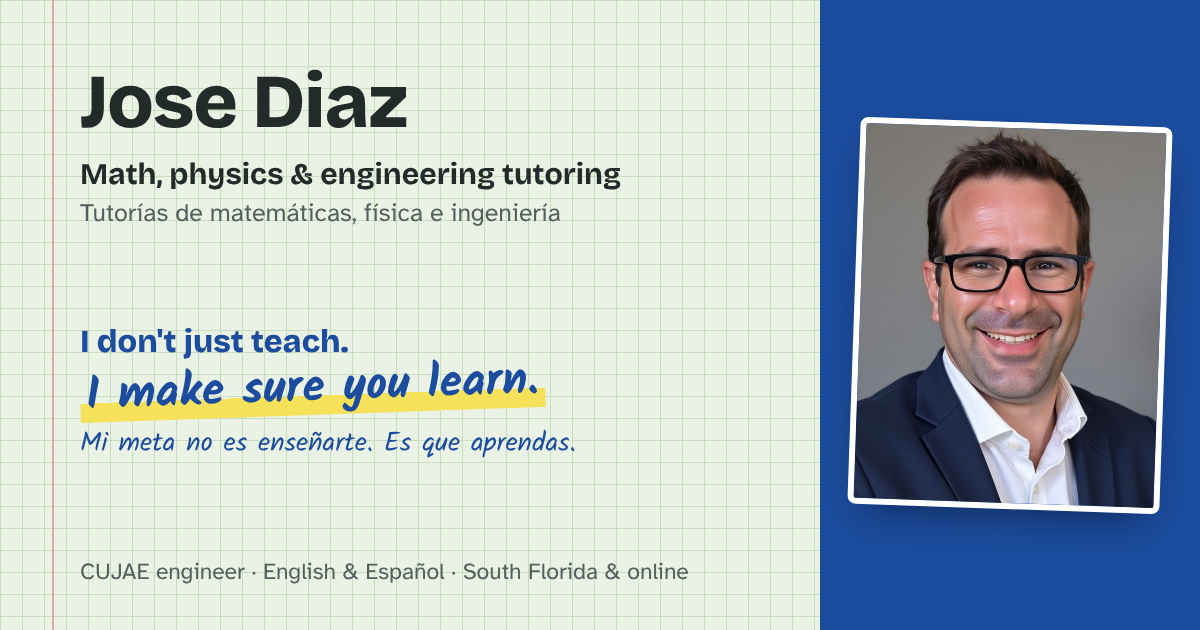 Jose Diaz
Math, physics & engineering tutoring
Tutorías de matemáticas, física e ingeniería
I don't just teach.
I make sure you learn.
Mi meta no es enseñarte. Es que aprendas.
CUJAE engineer · English & Español · South Florida & online